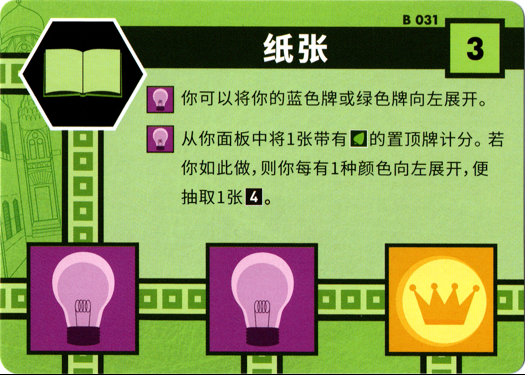 B 031
纸张
3
你可以将你的蓝色牌或绿色牌向左展开。
从你面板中将1张带有的置顶牌计分。若
你如此做,则你每有1种颜色向左展开,便
抽取1张4。